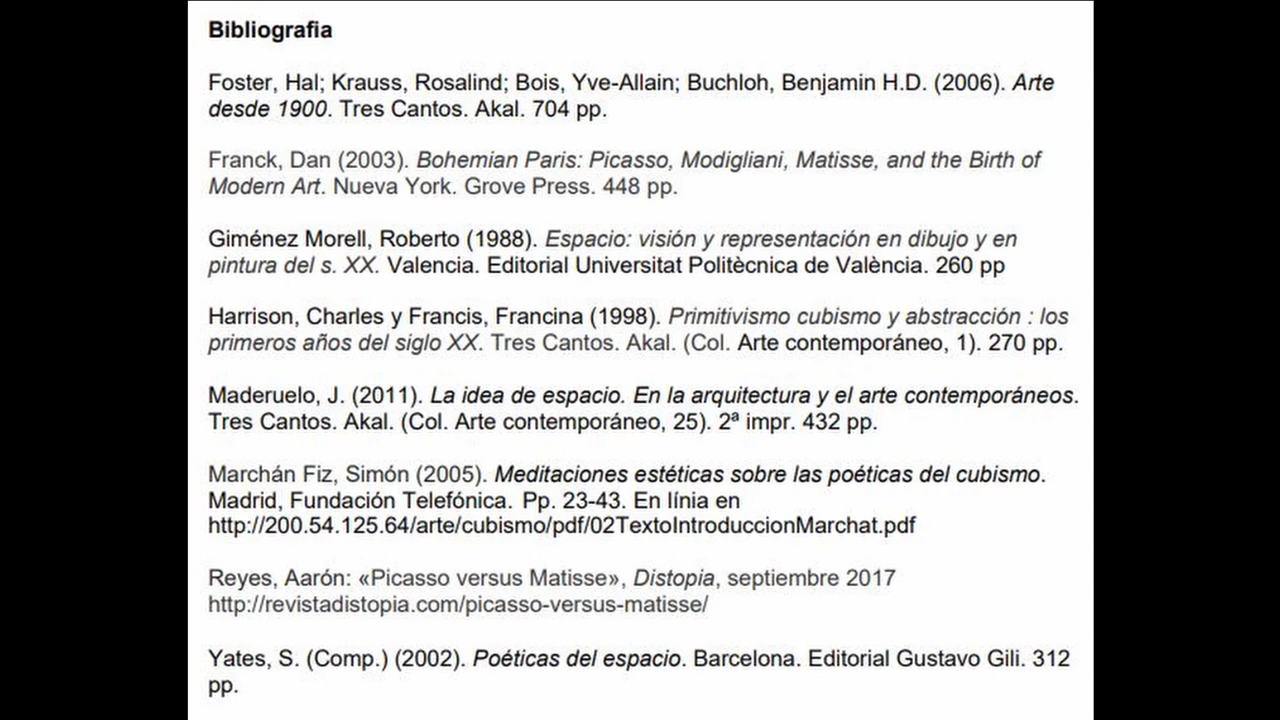 Bibliografia
Foster, Hal; Krauss, Rosalind; Bois, Yve-Allain; Buchloh, Benjamin H.D. (2006). Arte
desde 1900. Tres Cantos. Akal. 704 pp.
Franck, Dan (2003). Bohemian Paris: Picasso, Modigliani, Matisse, and the Birth of
Modern Art. Nueva York. Grove Press. 448 pp.
Giménez Morell, Roberto (1988). Espacio: visión y representación en dibujo y en
pintura del s. XX. Valencia. Editorial Universitat Politècnica de València. 260 pp
Harrison, Charles y Francis, Francina (1998). Primitivismo cubismo y abstracción : los
primeros años del siglo XX. Tres Cantos. Akal. (Col. Arte contemporáneo, 1). 270 pp.
Maderuelo, J. (2011). La idea de espacio. En la arquitectura y el arte contemporáneos.
Tres Cantos. Akal. (Col. Arte contemporáneo, 25). 2ª impr. 432 pp.
Marchán Fiz, Simón (2005). Meditaciones estéticas sobre las poéticas del cubismo.
Madrid, Fundación Telefónica. Pp. 23-43. En línia en
http://200.54.125.64/arte/cubismo/pdf/02TextoIntroduccionMarchat.pdf
Reyes, Aarón: «Picasso versus Matisse», Distopia, septiembre 2017
http://revistadistopia.com/picasso-versus-matisse/
Yates, S. (Comp.) (2002). Poéticas del espacio. Barcelona. Editorial Gustavo Gili. 312
pp.